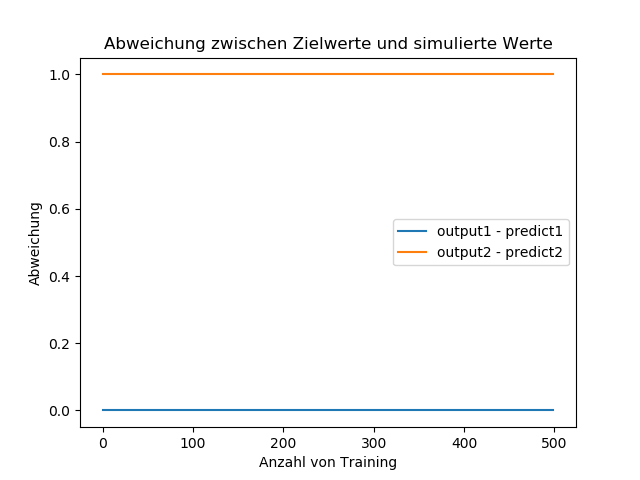 Abweichung zwischen Zielwerte und simulierte Werte
1.0
0.8
0.6
0.4
0.2
0.0
Abweichung
output1 - predict1
output2 - predict2
0 100 200 300 400 500
Anzahl von Training